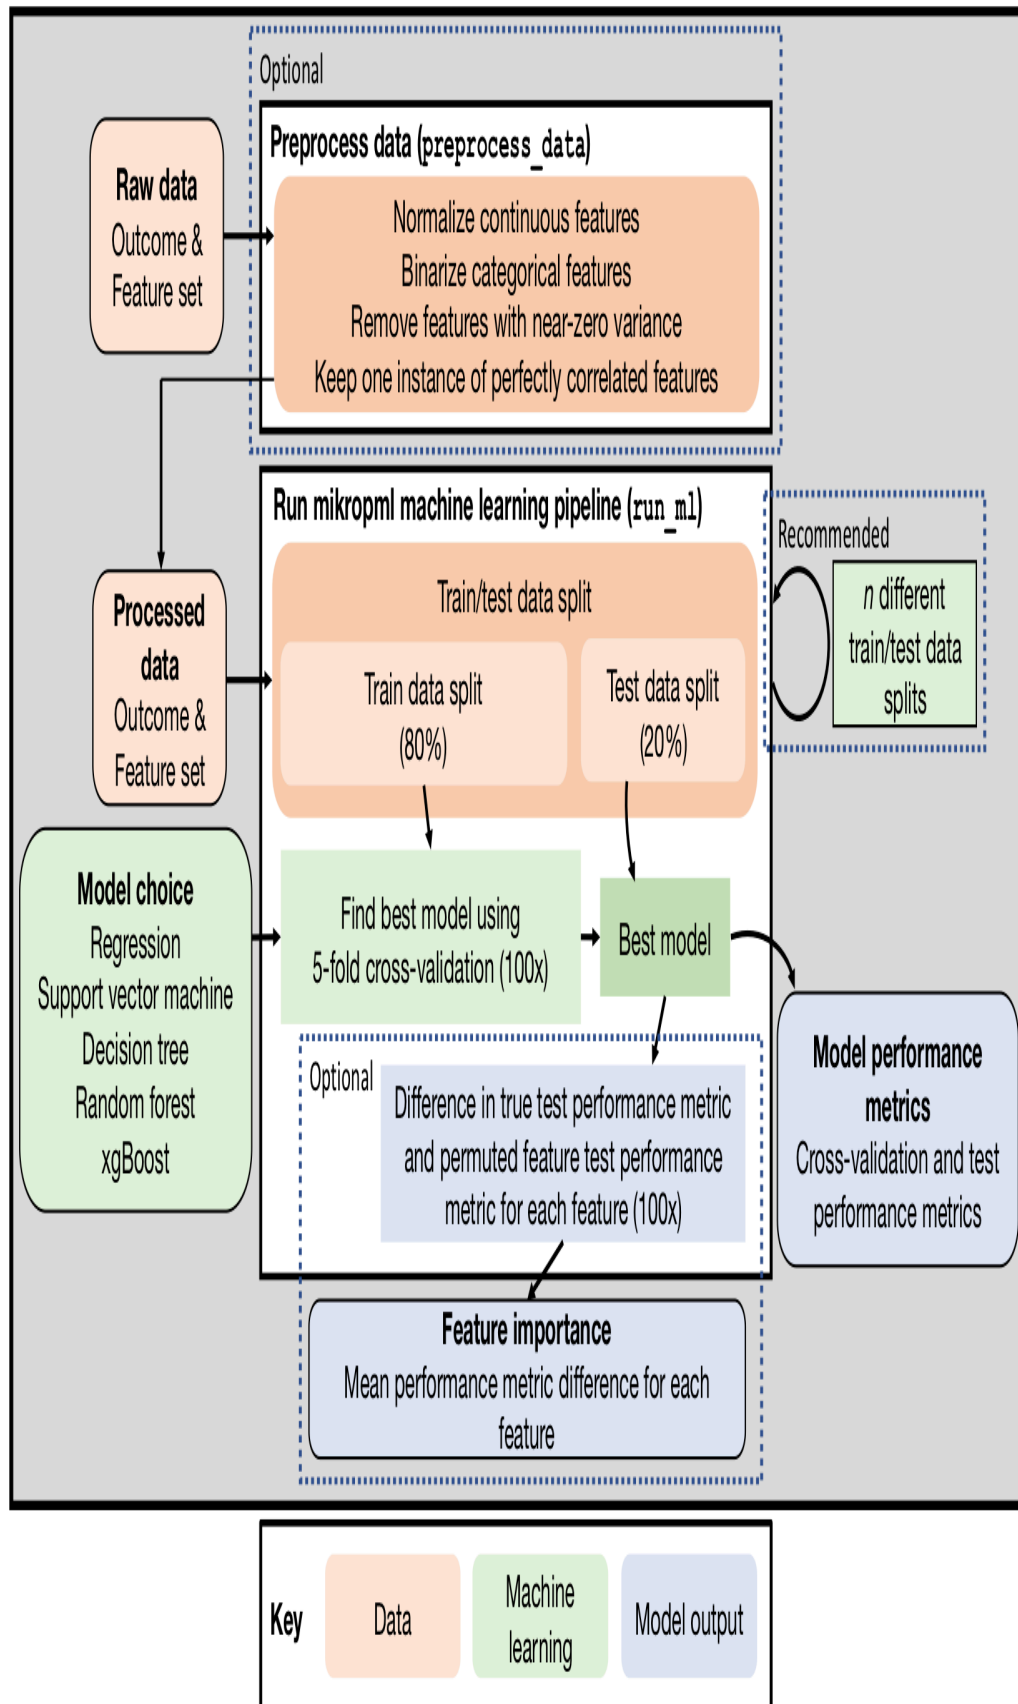 Optional
Preprocess data (preprocess_data)
Raw data
Outcome &
Feature set
Normalize continuous features
Binarize categorical features
Remove features with near-zero variance
Keep one instance of perfectly correlated features
Run mikropml machine learning pipeline (run_ml)
Recommended
n different
train/test data
splits
Train/test data split
Processed
data
Outcome &
Feature set
Train data split
(80%)
Test data split
(20%)
Model choice
Regression
Support vector machine
Decision tree
Random forest
xgBoost
Find best model using
5-fold cross-validation (100x)
Best model
Model performance
metrics
Cross-validation and test
performance metrics
Optional
Difference in true test performance metric
and permuted feature test performance
metric for each feature (100x)
Feature importance
Mean performance metric difference for each
feature
Key
Data
Machine
learning
Model output